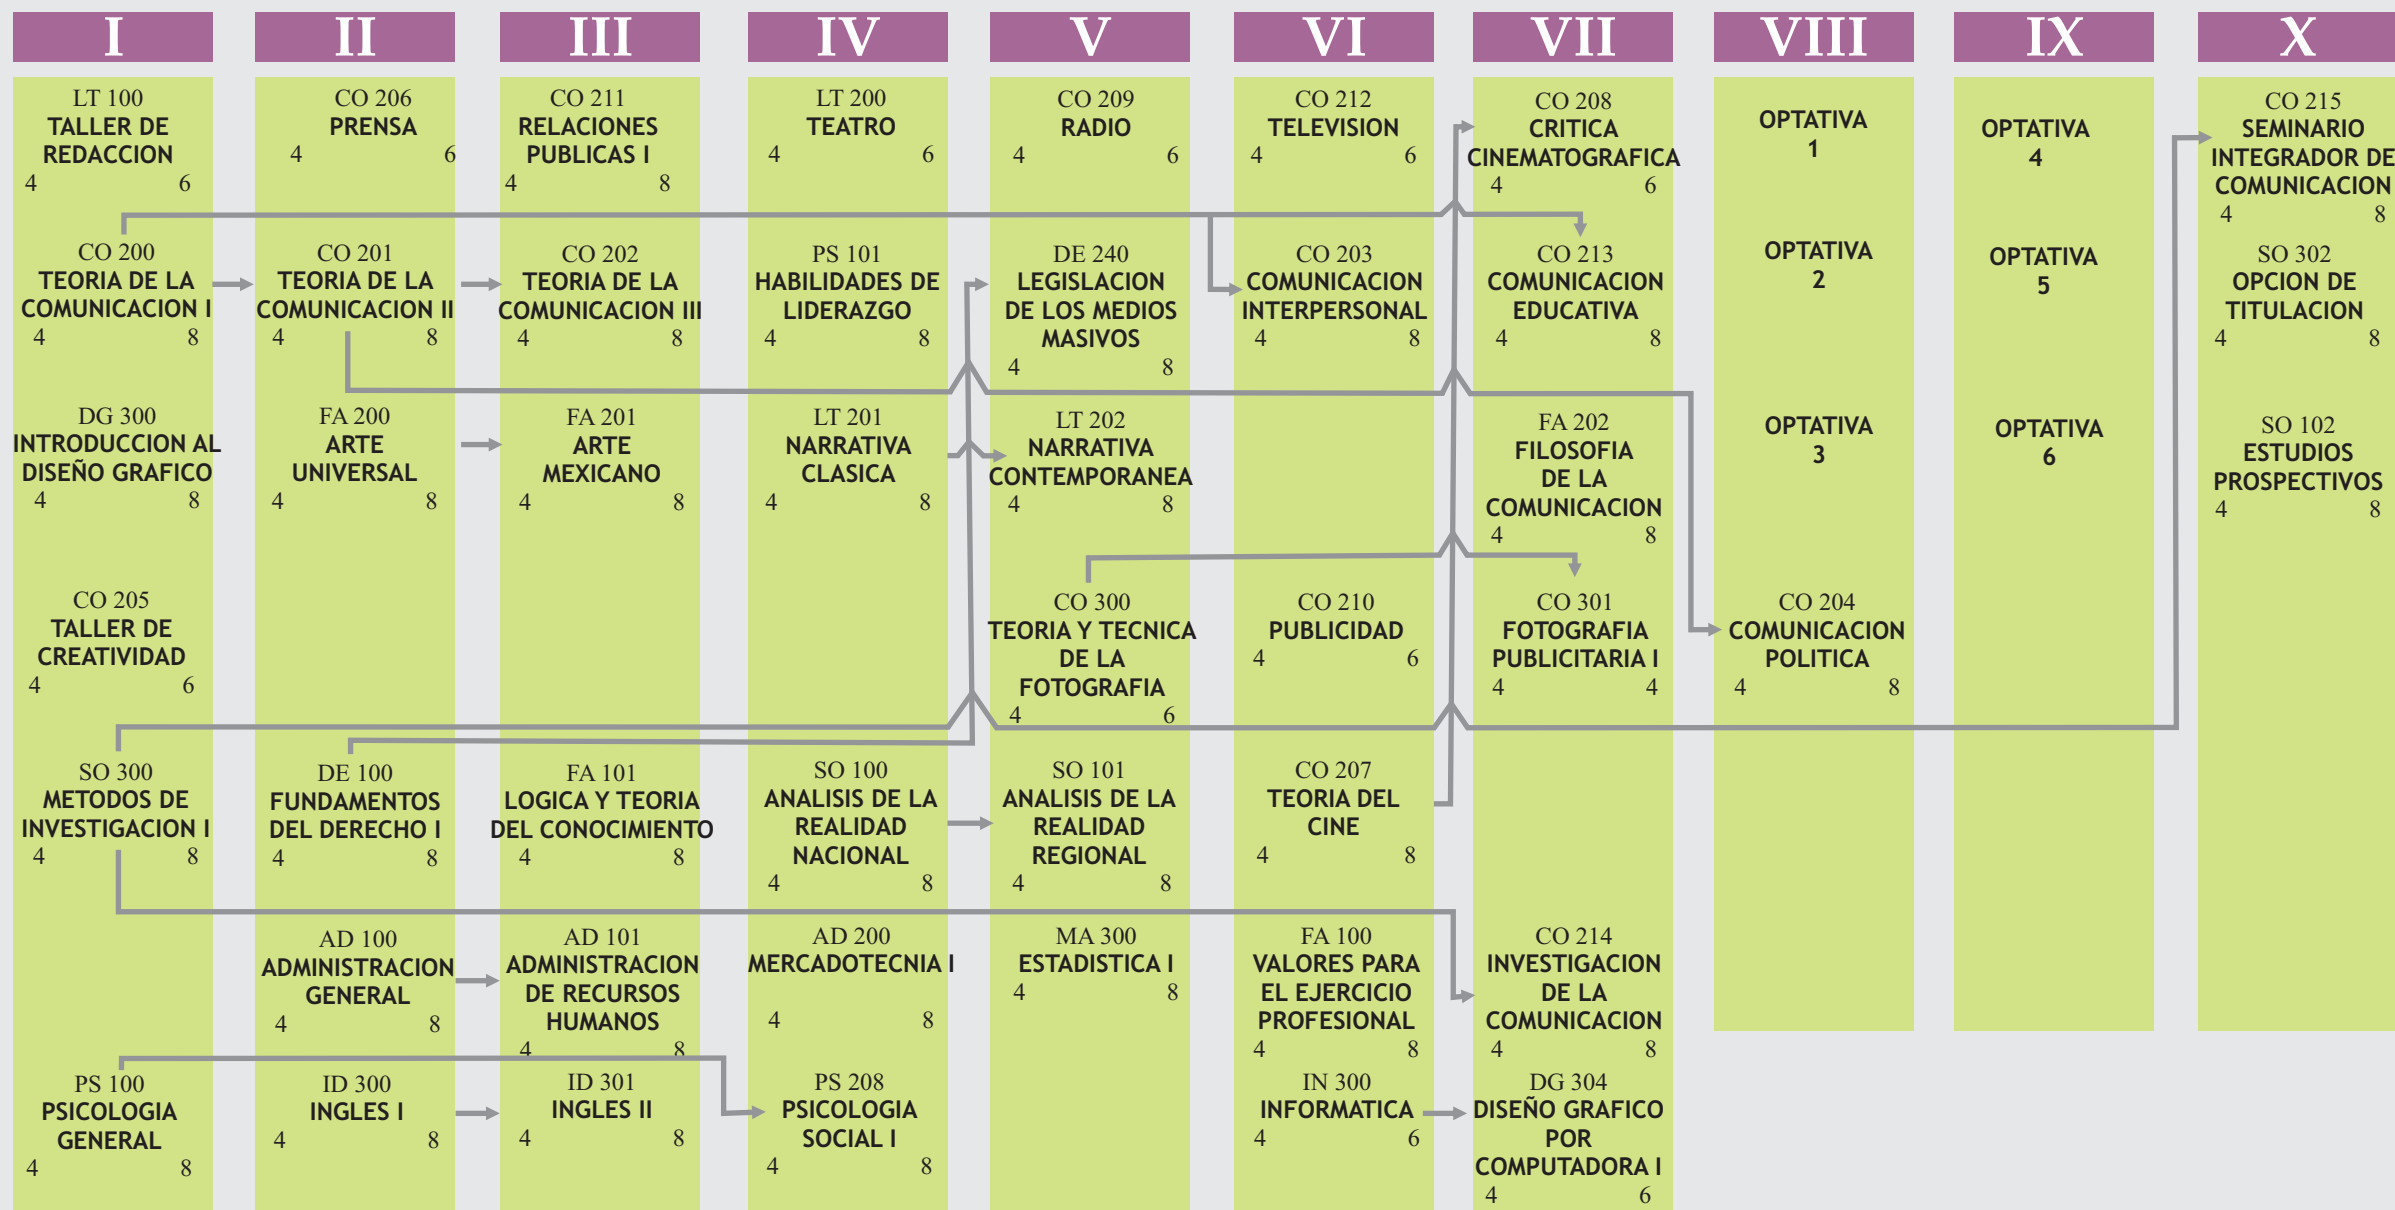 I
LT 100
TALLER DE
REDACCION
4 6
CO 200
TEORIA DE LA
COMUNICACION I
4 8
DG 300
INTRODUCCION AL
DISEÑO GRAFICO
4 8
CO 205
TALLER DE
CREATIVIDAD
4 6
SO 300
METODOS DE
INVESTIGACION I
4 8
PS 100
PSICOLOGIA
GENERAL
4 8
II
CO 206
PRENSA
4 6
CO 201
TEORIA DE LA
COMUNICACION II
4 8
FA 200
ARTE
UNIVERSAL
4 8
DE 100
FUNDAMENTOS
DEL DERECHO I
4 8
AD 100
ADMINISTRACION
GENERAL
4 8
ID 300
INGLES I
4 8
III
CO 211
RELACIONES
PUBLICAS I
4 8
CO 202
TEORIA DE LA
COMUNICACION III
4 8
FA 201
ARTE
MEXICANO
4 8
FA 101
LOGICA Y TEORIA
DEL CONOCIMIENTO
4 8
AD 101
ADMINISTRACION
DE RECURSOS
HUMANOS
4 8
ID 301
INGLES II
4 8
IV
LT 200
TEATRO
4 6
PS 101
HABILIDADES DE
LIDERAZGO
4 8
LT 201
NARRATIVA
CLASICA
4 8
SO 100
ANALISIS DE LA
REALIDAD
NACIONAL
4 8
AD 200
MERCADOTECNIA I
4 8
PS 208
PSICOLOGIA
SOCIAL I
4 8
V
CO 209
RADIO
4 6
DE 240
LEGISLACION
DE LOS MEDIOS
MASIVOS
4 8
LT 202
NARRATIVA
CONTEMPORANEA
4 8
CO 300
TEORIA Y TECNICA
DE LA
FOTOGRAFIA
4 6
SO 101
ANALISIS DE LA
REALIDAD
REGIONAL
4 8
MA 300
ESTADISTICA I
4 8
VI
CO 212
TELEVISION
4 6
CO 203
COMUNICACION
INTERPERSONAL
4 8
CO 210
PUBLICIDAD
4 6
CO 207
TEORIA DEL
CINE
4 8
FA 100
VALORES PARA
EL EJERCICIO
PROFESIONAL
4 8
IN 300
INFORMATICA
4 6
VII
CO 208
CRITICA
CINEMATOGRAFICA
4 6
CO 213
COMUNICACION
EDUCATIVA
4 8
FA 202
FILOSOFIA
DE LA
COMUNICACION
4 8
CO 301
FOTOGRAFIA
PUBLICITARIA I
4 4
CO 214
INVESTIGACION
DE LA
COMUNICACION
4 8
DG 304
DISEÑO GRAFICO
POR
COMPUTADORA I
4 6
VIII
OPTATIVA
1
OPTATIVA
2
OPTATIVA
3
CO 204
COMUNICACION
POLITICA
4 8
IX
OPTATIVA
4
OPTATIVA
5
OPTATIVA
6
X
CO 215
SEMINARIO
INTEGRADOR DE
COMUNICACION
4 8
SO 302
OPCION DE
TITULACION
4 8
SO 102
ESTUDIOS
PROSPECTIVOS
4 8